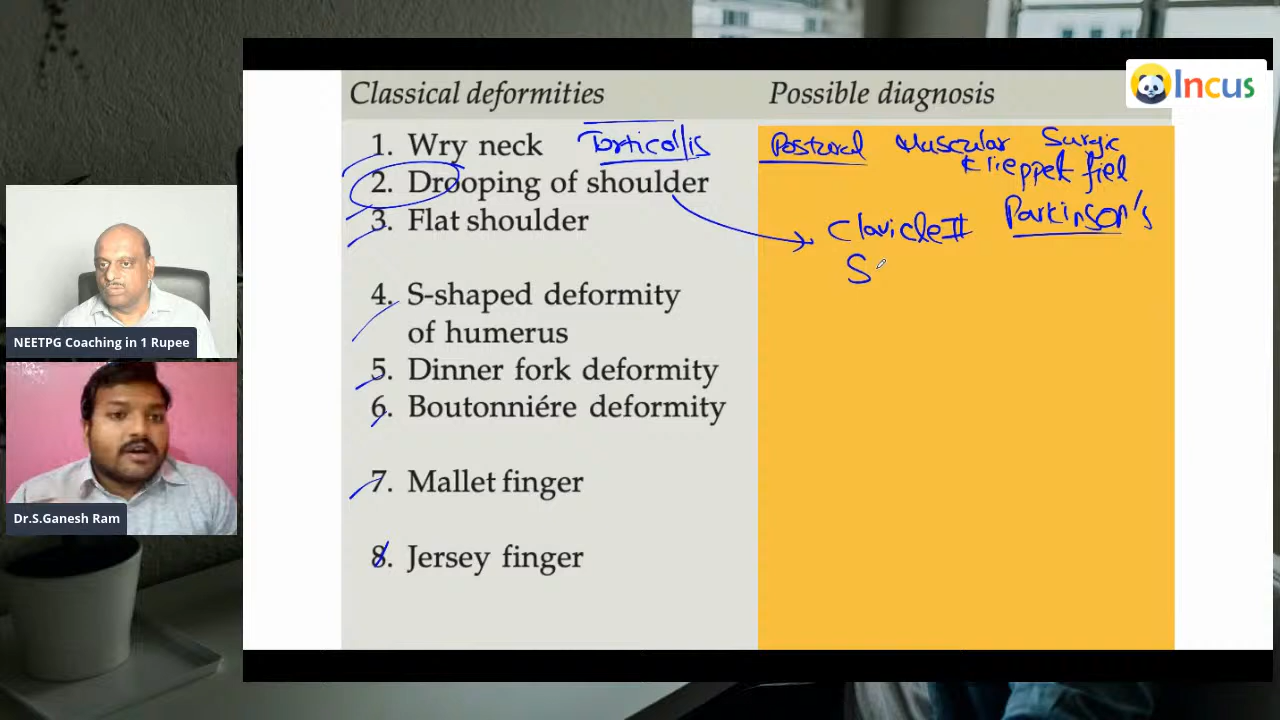 Incus
Classical deformities Possible diagnosis
1. Wry neck Torticollis Postural Muscular Surgic
Klieppel fiel
2. Drooping of shoulder
Parkinson's
3. Flat shoulder
Clavicle #
S
4. S-shaped deformity
of humerus
5. Dinner fork deformity
6. Boutonniére deformity
7. Mallet finger
8. Jersey finger
NEETPG Coaching in 1 Rupee
Dr.S.Ganesh Ram